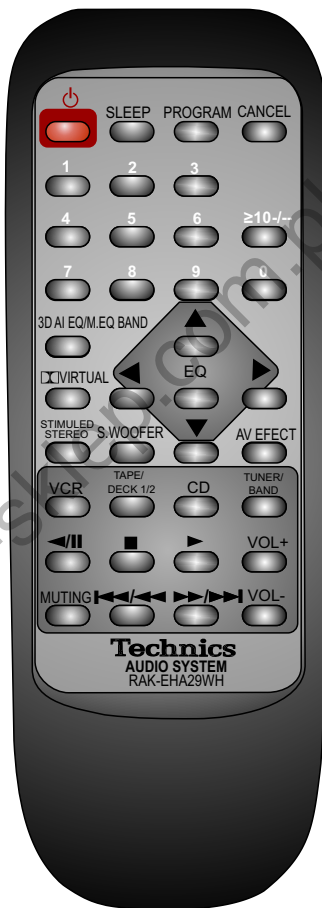 SLEEP PROGRAM CANCEL
1 2 3
4 5 6 ≥10-/--
7 8 9 0
3D AI EQ/M.EQ BAND
EQ
VIRTUAL
STIMULED
STEREO
S.WOOFER
AV EFECT
VCR
TAPE/
DECK 1/2
CD
TUNER/
BAND
VOL+
MUTING
VOL-
Technics
AUDIO SYSTEM
RAK-EHA29WH